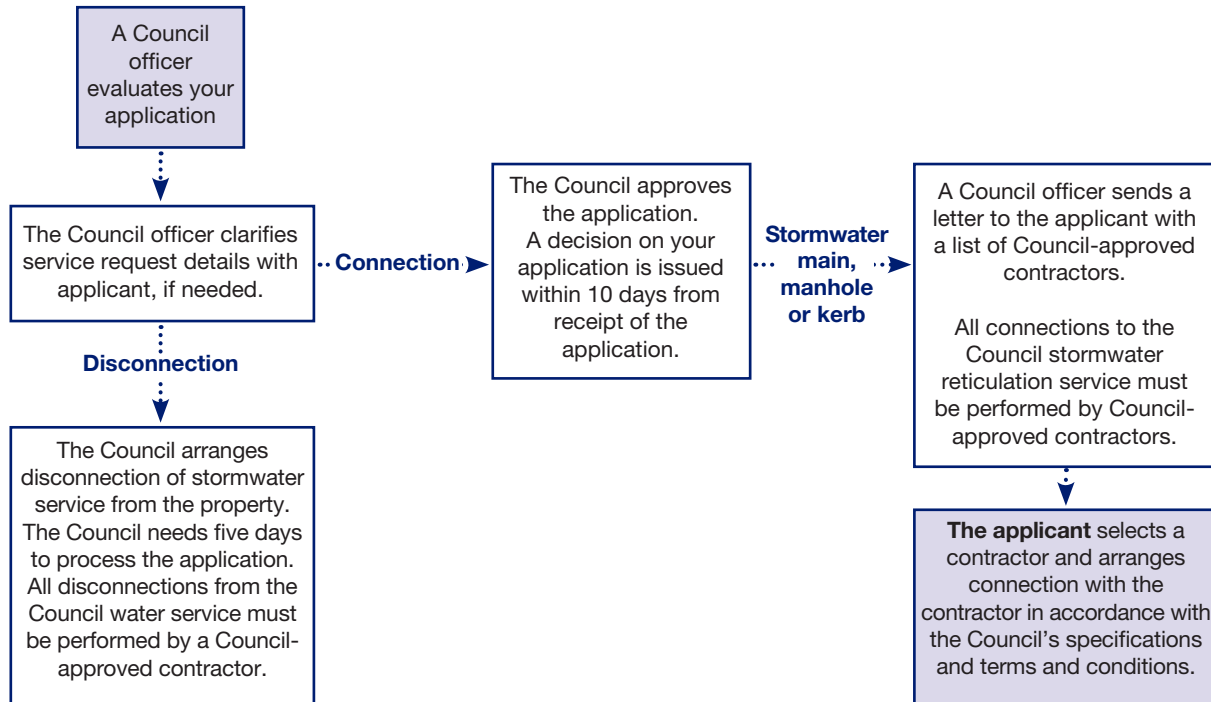 A Council
officer
evaluates your
application
The Council officer clarifies
service request details with
applicant, if needed.
Connection
The Council approves
the application.
A decision on your
application is issued
within 10 days from
receipt of the
application.
Stormwater
main,
manhole
or kerb
A Council officer sends a
letter to the applicant with
a list of Council-approved
contractors.
All connections to the
Council stormwater
reticulation service must
be performed by Council-
approved contractors.
Disconnection
The Council arranges
disconnection of stormwater
service from the property.
The Council needs five days
to process the application.
All disconnections from the
Council water service must
be performed by a Council-
approved contractor.
The applicant selects a
contractor and arranges
connection with the
contractor in accordance with
the Council’s specifications
and terms and conditions.